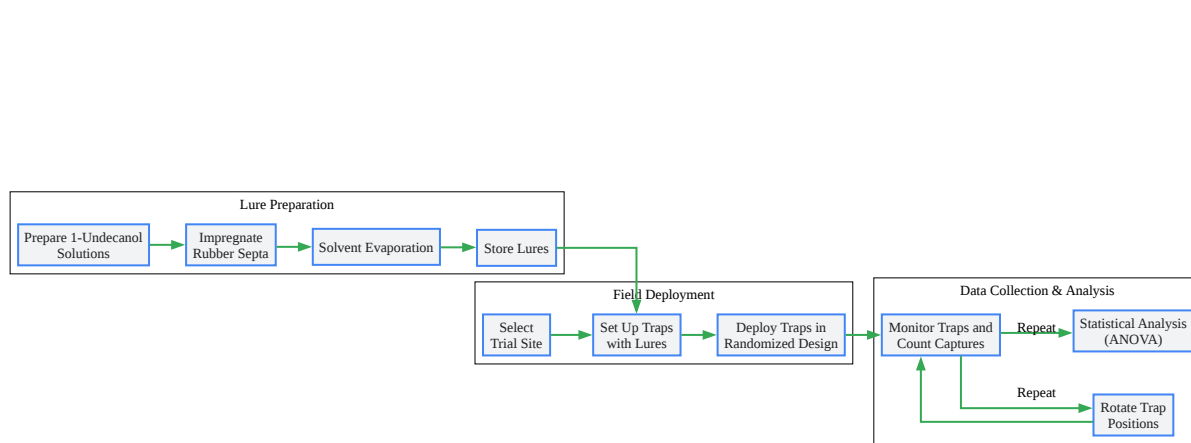 Lure Preparation
Prepare 1-Undecanol
Solutions
Impregnate
Rubber Septa
Solvent Evaporation
Store Lures
Field Deployment
Select
Trial Site
Set Up Traps
with Lures
Deploy Traps in
Randomized Design
Data Collection & Analysis
Monitor Traps and
Count Captures
Repeat
Statistical Analysis
(ANOVA)
Repeat
Rotate Trap
Positions